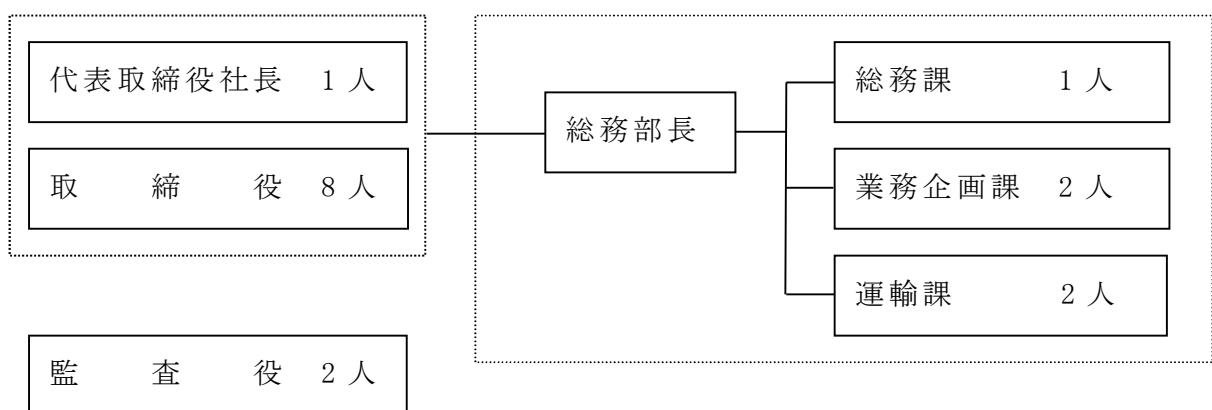 代表取締役社長 1人
取締役 8人
監査役 2人
総務部長
総務課 1人
業務企画課 2人
運輸課 2人